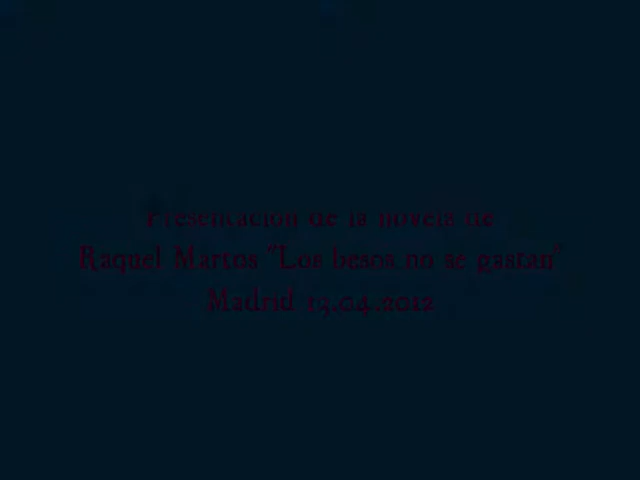 Presentación de la novela de
Raquel Martos "Los besos no se gastan"
Madrid 13.04.2012